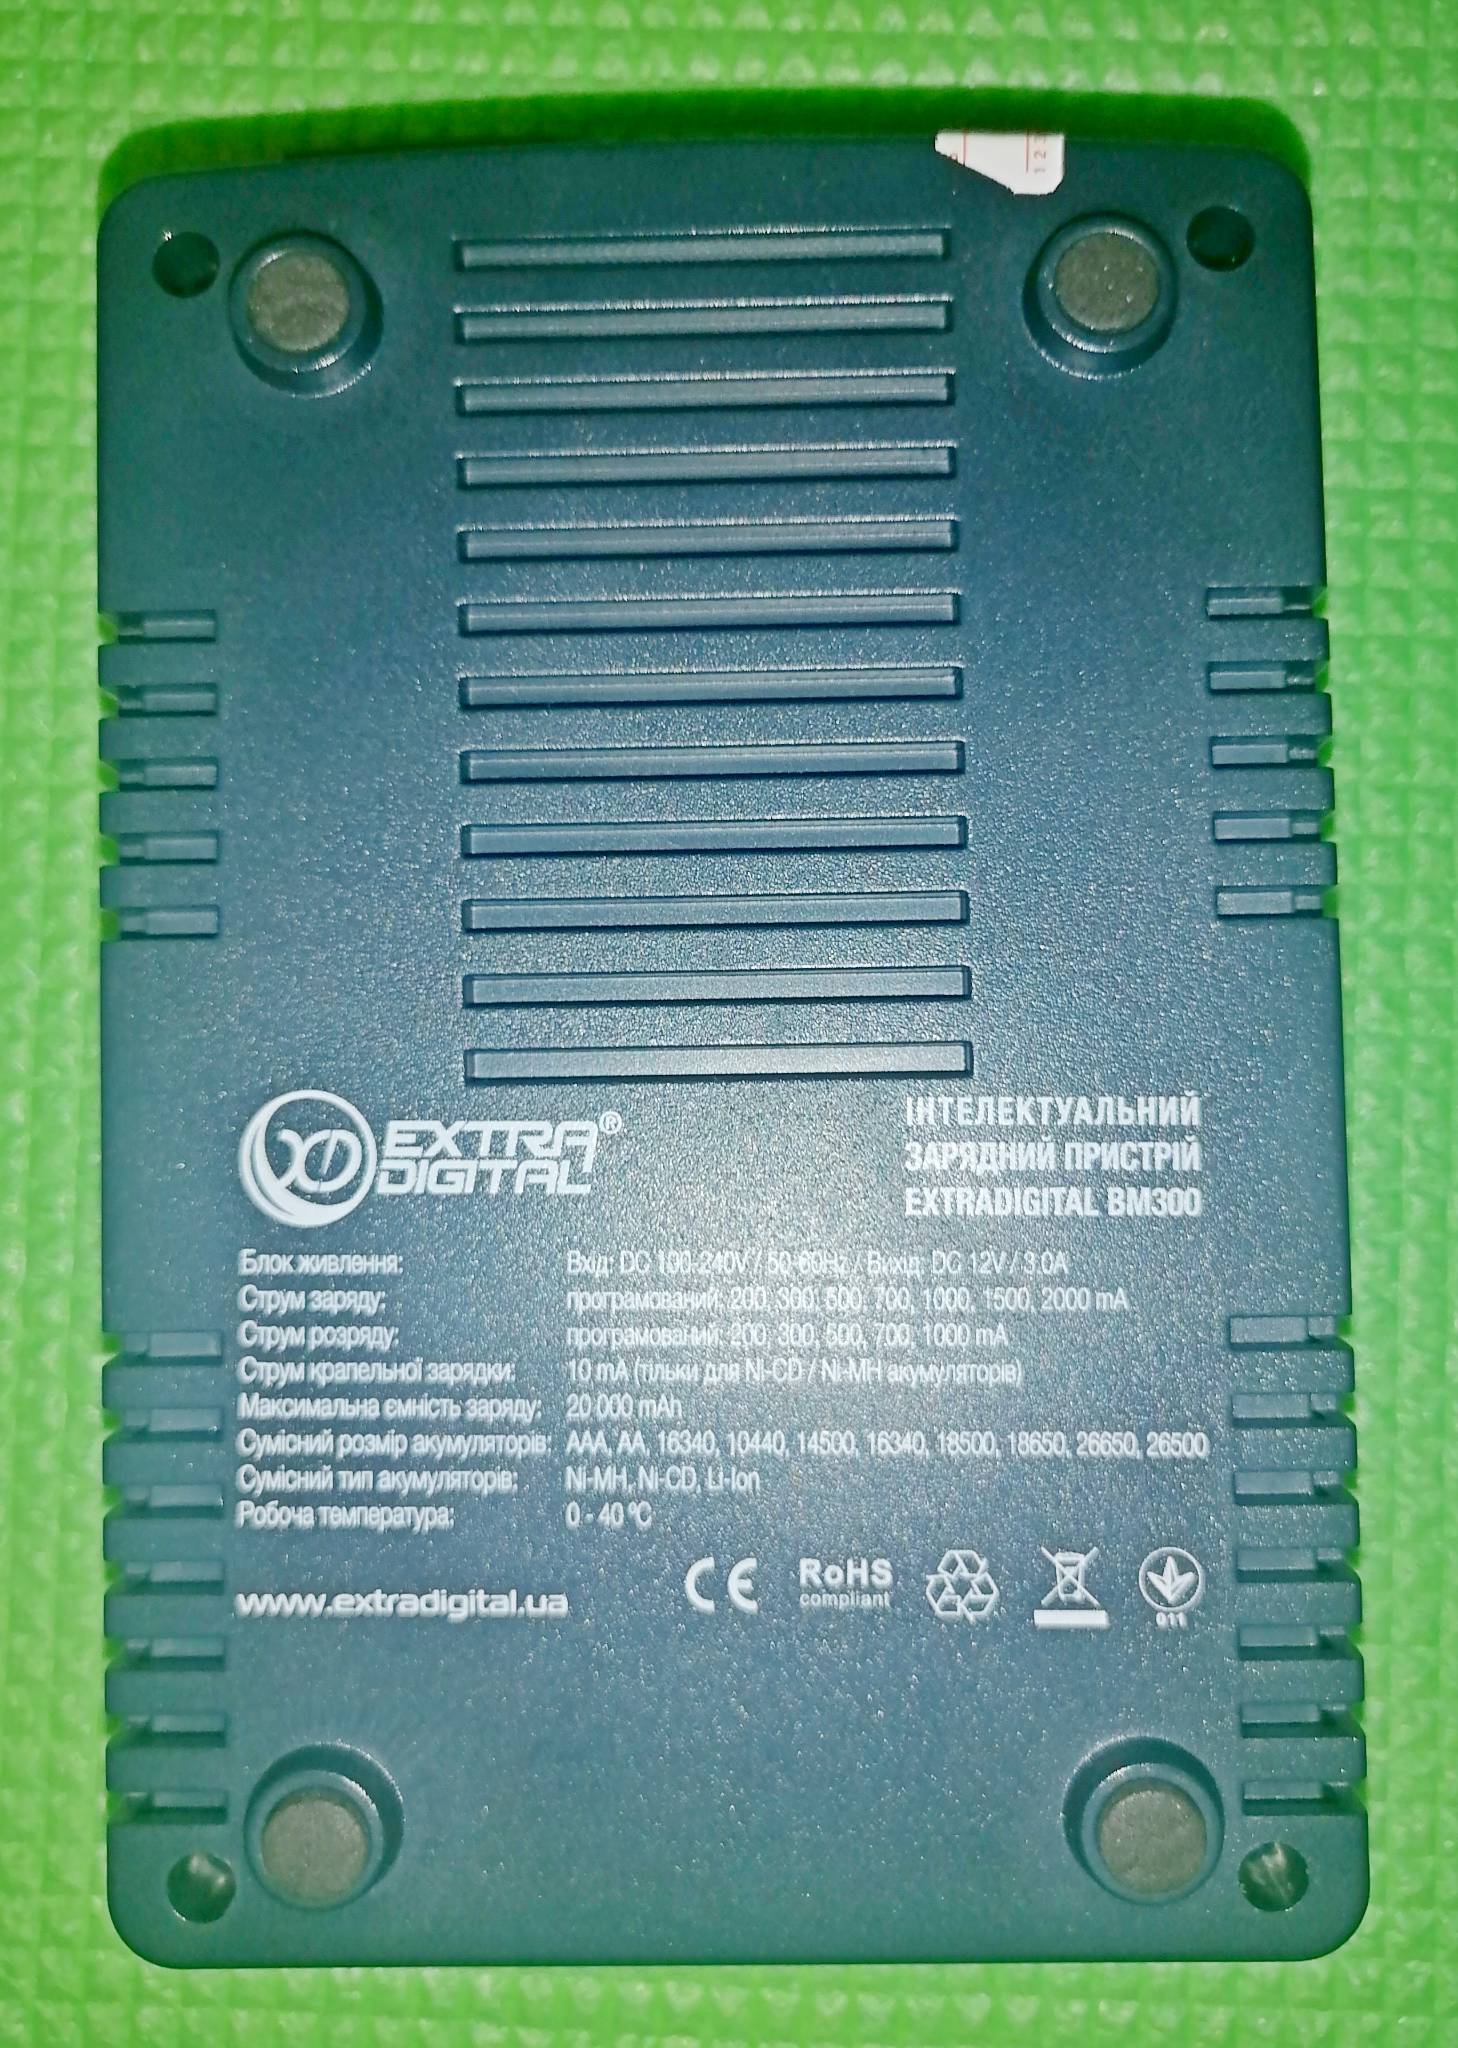 123
EXTRA®
DIGITAL
ІНТЕЛЕКТУАЛЬНИЙ
ЗАРЯДНИЙ ПРИСТРІЙ
EXTRADIGITAL BM300
Блок живлення: Вхід: DC 100-240V / 50-60Hz / Вихід: DC 12V / 3.0A
Струм заряду: програмований: 200, 300, 500, 700, 1000, 1500, 2000 mA
Струм розряду: програмований: 200, 300, 500, 700, 1000 mA
Струм крапельної зарядки: 10 mA (тільки для Ni-CD / Ni-MH акумуляторів)
Максимальна ємність заряду: 20 000 mAh
Сумісний розмір акумуляторів: AAA, AA, 16340, 10440, 14500, 16340, 18500, 18650, 26650, 26500
Сумісний тип акумуляторів: Ni-MH, Ni-CD, Li-Ion
Робоча температура: 0 - 40 ºC
www.extradigital.ua
CE
RoHS
compliant
011